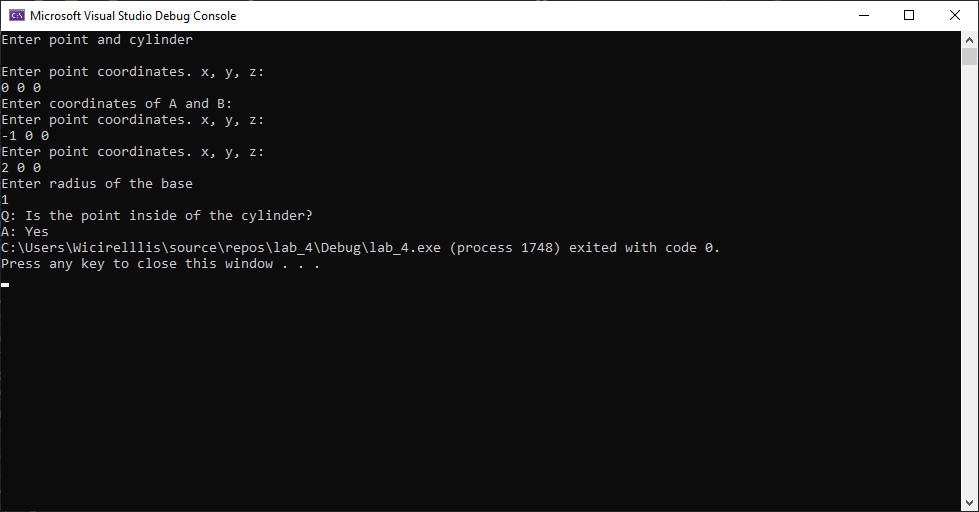 Microsoft Visual Studio Debug Console
Enter point and cylinder
Enter point coordinates. x, y, z:
0 0 0
Enter coordinates of A and B:
Enter point coordinates. x, y, z:
-1 0 0
Enter point coordinates. x, y, z:
2 0 0
Enter radius of the base
1
Q: Is the point inside of the cylinder?
A: Yes
C:\Users\Wicirelllis\source\repos\lab_4\Debug\lab_4.exe (process 1748) exited with code 0.
Press any key to close this window . . .